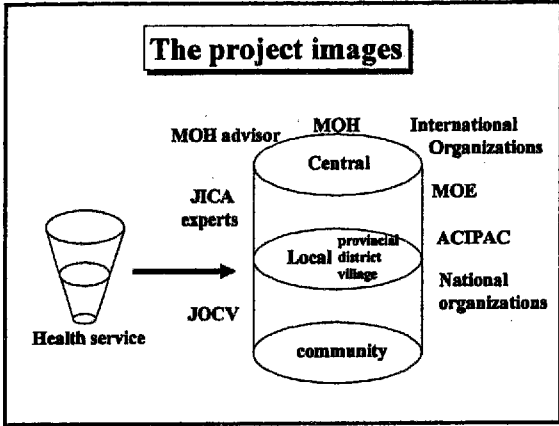 The project images
MOH advisor
MOH
International
Organizations
Central
MOE
JICA
experts
ACIPAC
Local
provincial
district
village
National
organizations
JOCV
Health service
community